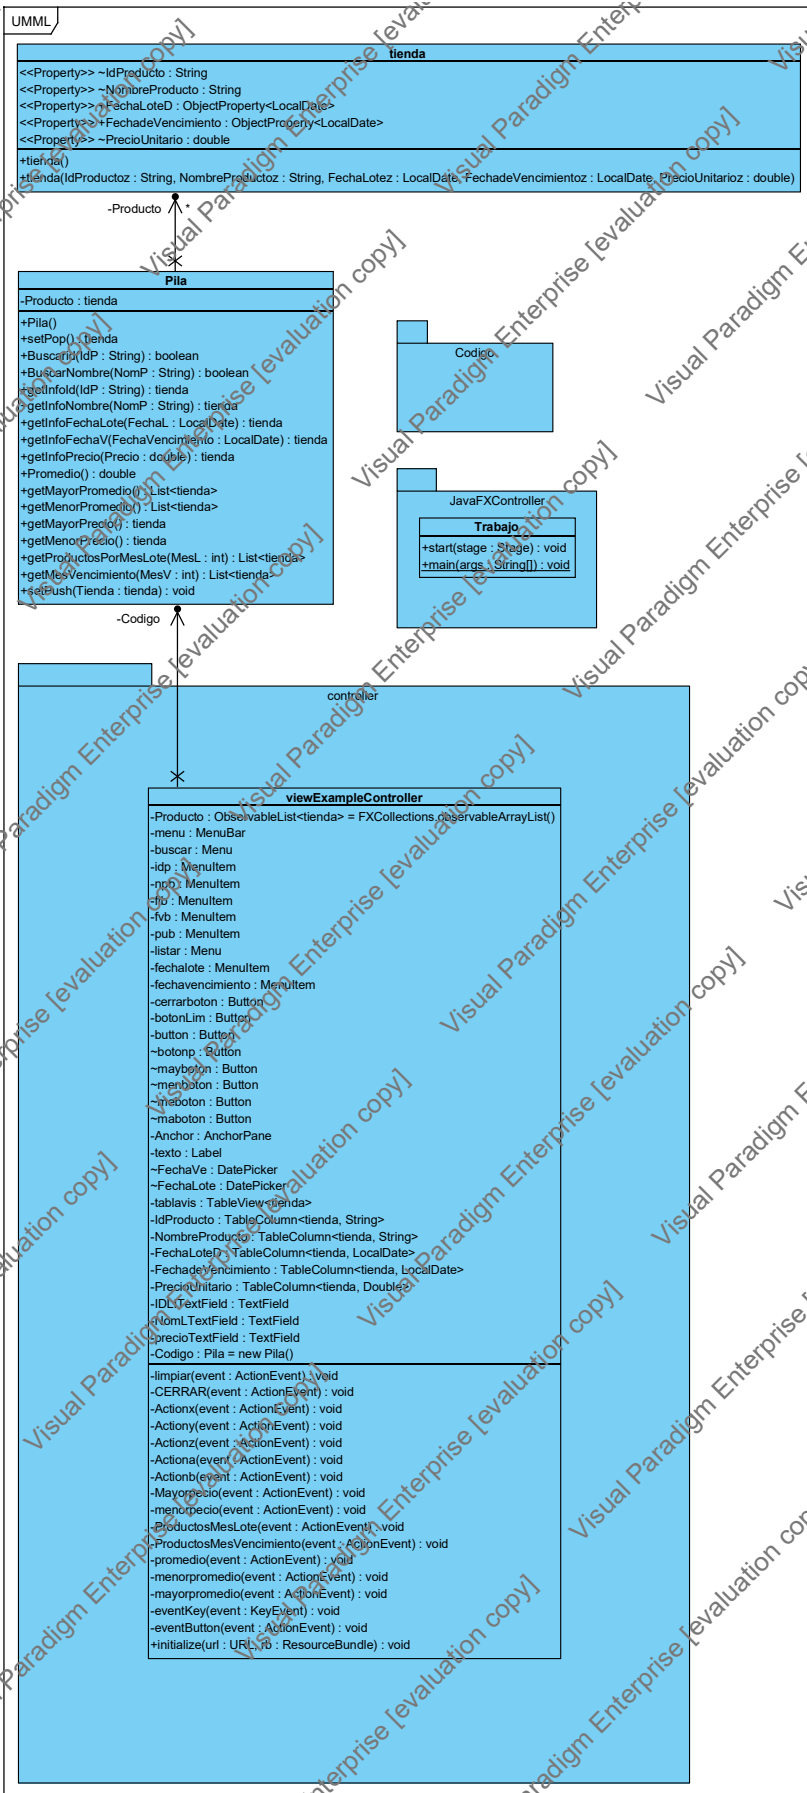 UMML
tienda
<<Property>> ~IdProducto : String
<<Property>> ~NombreProducto : String
<<Property>> +FechaLoteD : ObjectProperty<LocalDate>
<<Property>> +FechadeVencimiento : ObjectProperty<LocalDate>
<<Property>> ~PrecioUnitario : double
+tienda()
+tienda(IdProductoz : String, NombreProductoz : String, FechaLotez : LocalDate, FechadeVencimientoz : LocalDate, PrecioUnitarioz : double)
-Producto
*
Pila
-Producto : tienda
+Pila()
+setPop() : tienda
+Buscarid(IdP : String) : boolean
+BuscarNombre(NomP : String) : boolean
+getInfoId(IdP : String) : tienda
+getInfoNombre(NomP : String) : tienda
+getInfoFechaLote(FechaL : LocalDate) : tienda
+getInfoFechaV(FechaVencimiento : LocalDate) : tienda
+getInfoPrecio(Precio : double) : tienda
+Promedio() : double
+getMayorPromedio() : List<tienda>
+getMenorPromedio() : List<tienda>
+getMayorPrecio() : tienda
+getMenorPrecio() : tienda
+getProductosPorMesLote(MesL : int) : List<tienda>
+getMesVencimiento(MesV : int) : List<tienda>
+setPush(Tienda : tienda) : void
Codigo
JavaFXController
Trabajo
+start(stage : Stage) : void
+main(args : String[]) : void
-Codigo
controller
viewExampleController
-Producto : ObservableList<tienda> = FXCollections.observableArrayList()
-menu : MenuBar
-buscar : Menu
-idp : MenuItem
-npb : MenuItem
-flb : MenuItem
-fvb : MenuItem
-pub : MenuItem
-listar : Menu
-fechalote : MenuItem
-fechavencimiento : MenuItem
-cerrarboton : Button
-botonLim : Button
-button : Button
~botonp : Button
~mayboton : Button
~menboton : Button
~meboton : Button
~maboton : Button
-Anchor : AnchorPane
-texto : Label
~FechaVe : DatePicker
~FechaLote : DatePicker
-tablavis : TableView<tienda>
-IdProducto : TableColumn<tienda, String>
-NombreProducto : TableColumn<tienda, String>
-FechaLoteD : TableColumn<tienda, LocalDate>
-FechadeVencimiento : TableColumn<tienda, LocalDate>
-PrecioUnitario : TableColumn<tienda, Double>
-IDLlTextField : TextField
-NomLTextField : TextField
-precioTextField : TextField
-Codigo : Pila = new Pila()
-limpiar(event : ActionEvent) : void
-CERRAR(event : ActionEvent) : void
-Actionx(event : ActionEvent) : void
-Actiony(event : ActionEvent) : void
-Actionz(event : ActionEvent) : void
-Actiona(event : ActionEvent) : void
-Actionb(event : ActionEvent) : void
-Mayorpecio(event : ActionEvent) : void
-menorpecio(event : ActionEvent) : void
-ProductosMesLote(event : ActionEvent) : void
-ProductosMesVencimiento(event : ActionEvent) : void
-promedio(event : ActionEvent) : void
-menorpromedio(event : ActionEvent) : void
-mayorpromedio(event : ActionEvent) : void
-eventKey(event : KeyEvent) : void
-eventButton(event : ActionEvent) : void
+initialize(url : URL, rb : ResourceBundle) : void
Visual Paradigm Enterprise [evaluation copy]